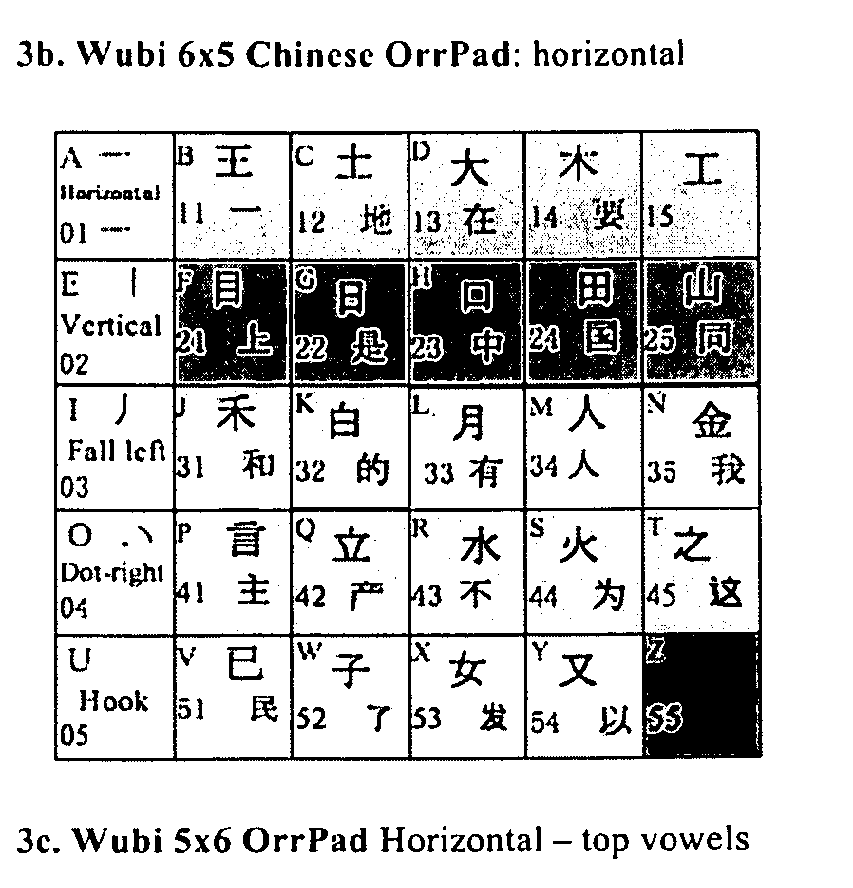 3b. Wubi 6x5 Chinese OrrPad: horizontal
A 一 B 王 C 土 D 大 木 工
Horizontal
01 一 11 一 12 地 13 在 14 要 15
E 丨 F 目 G 日 H 口 田 山
Vertical
02 21 上 22 是 23 中 24 国 25 同
I 丿 J 禾 K 白 L 月 M 人 N 金
Fall left
03 31 和 32 的 33 有 34 人 35 我
O .丶 P 言 Q 立 R 水 S 火 T 之
Dot-right
04 41 主 42 产 43 不 44 为 45 这
U V 已 W 子 X 女 Y 又 Z
Hook
05 51 民 52 了 53 发 54 以 55
3c. Wubi 5x6 OrrPad Horizontal – top vowels